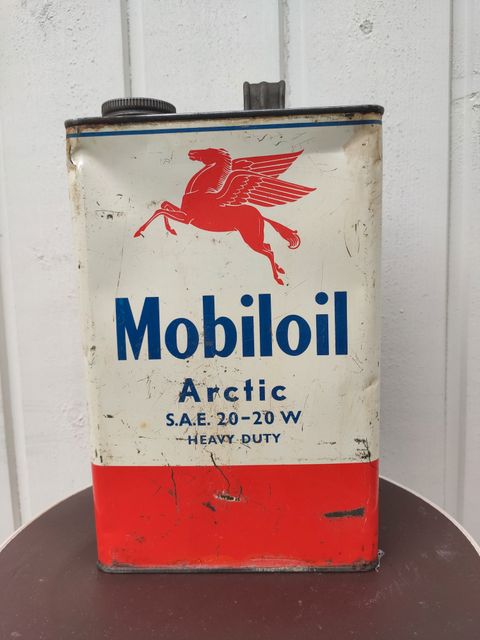 Mobiloil
Arctic
S.A.E. 20-20 W
HEAVY DUTY